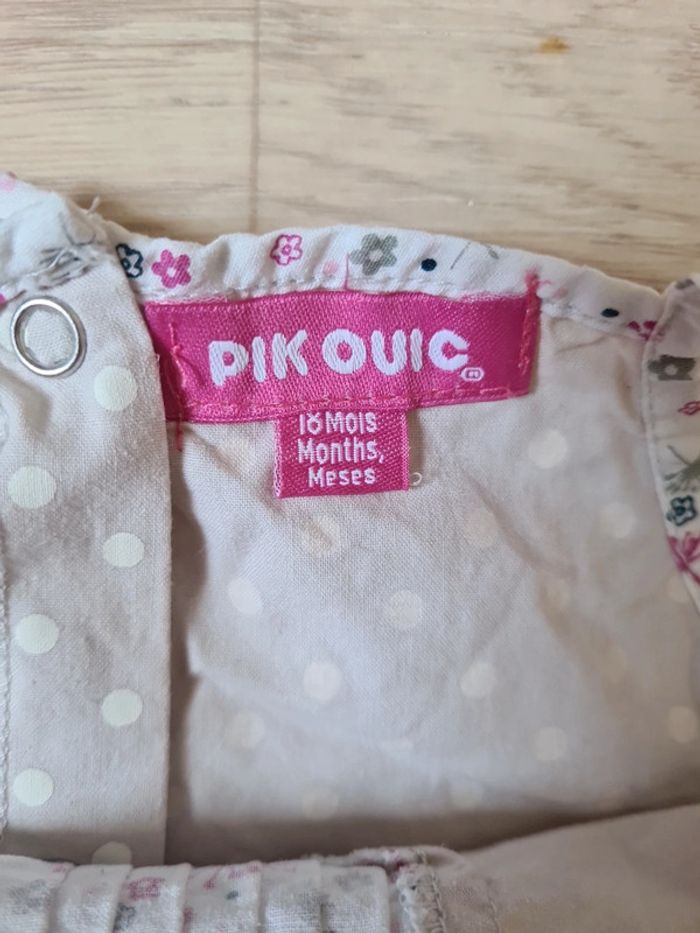 PIK OUIC
18 Mois
Months,
Meses